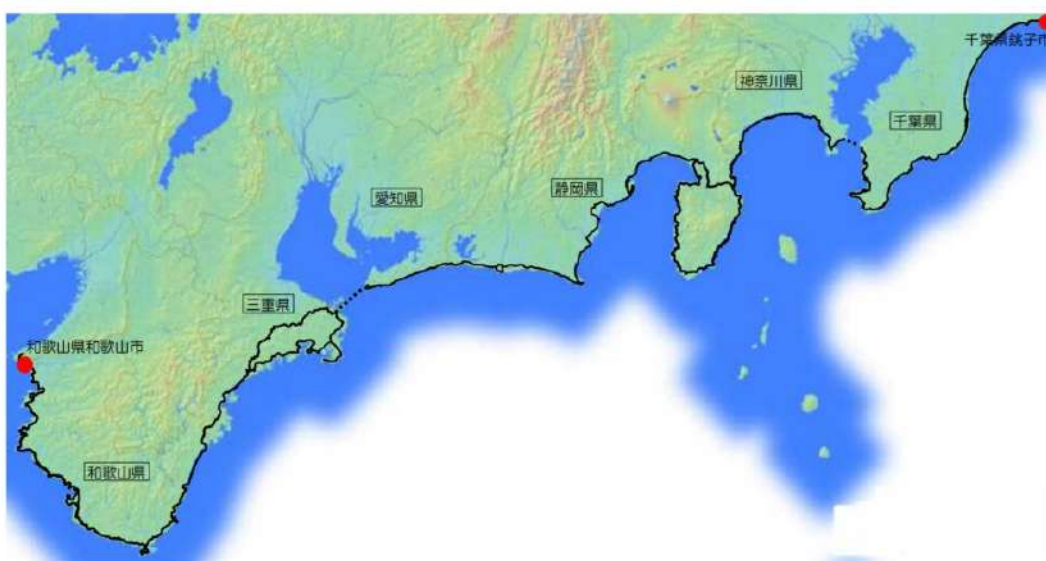 千葉県銚子市
神奈川県
千葉県
静岡県
愛知県
三重県
和歌山県和歌山市
和歌山県